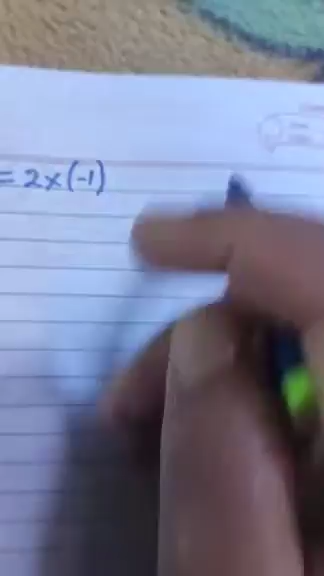 = 2x(-1)